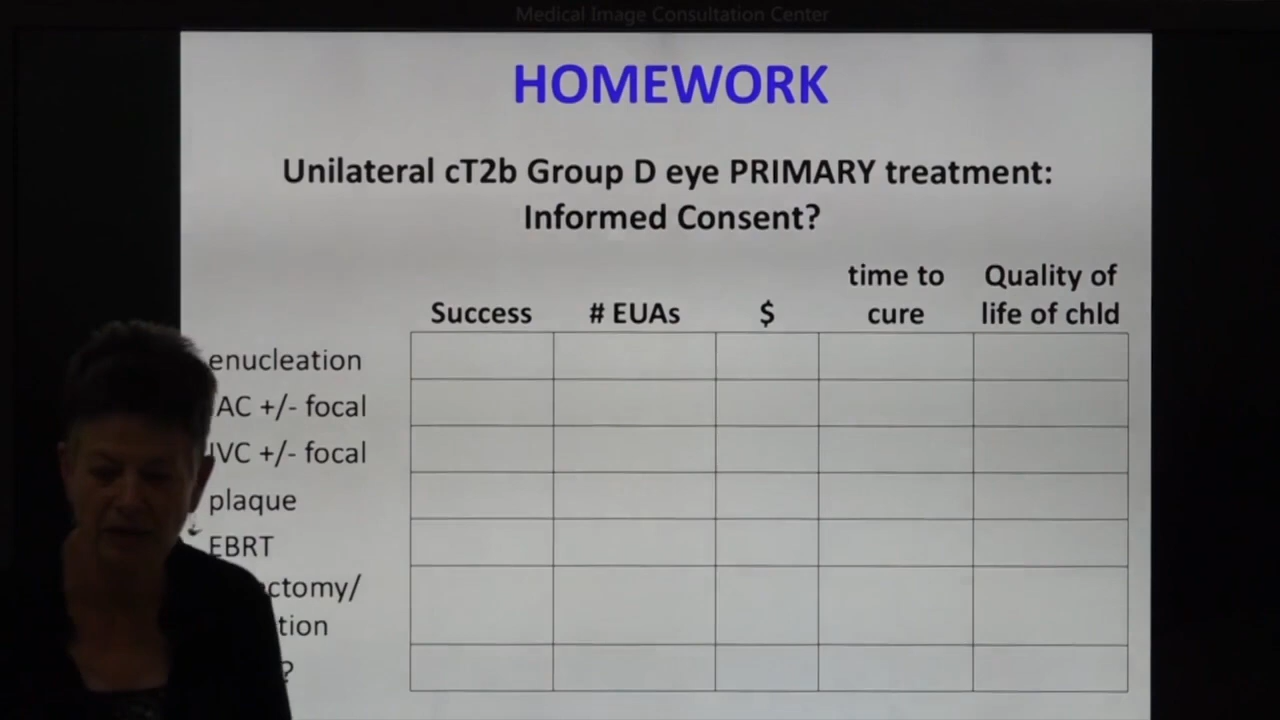 Medical Image Consultation Center
HOMEWORK
Unilateral cT2b Group D eye PRIMARY treatment:
Informed Consent?
Success # EUAs $ time to cure Quality of life of chld
enucleation
AC +/- focal
IVC +/- focal
plaque
EBRT
ctomy/
tion
?